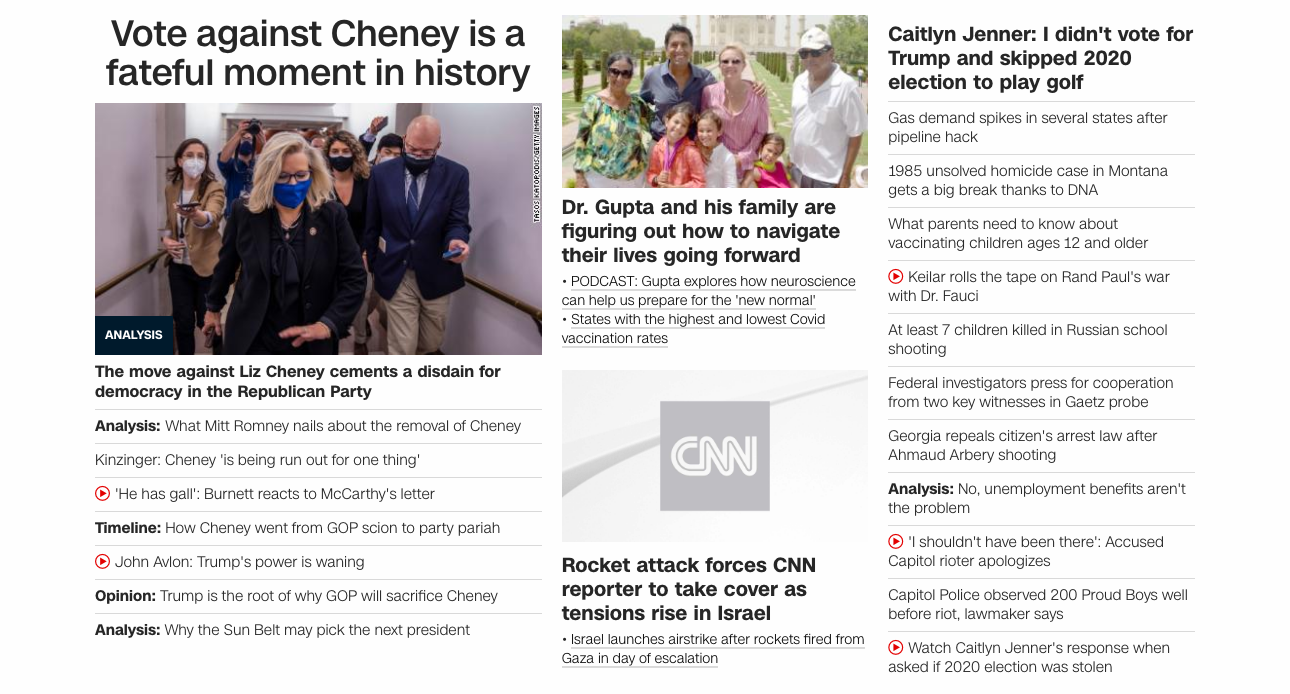 Vote against Cheney is a
fateful moment in history
TASOS KATOPODIS/GETTY IMAGES
ANALYSIS
The move against Liz Cheney cements a disdain for
democracy in the Republican Party
Analysis: What Mitt Romney nails about the removal of Cheney
Kinzinger: Cheney 'is being run out for one thing'
'He has gall': Burnett reacts to McCarthy's letter
Timeline: How Cheney went from GOP scion to party pariah
John Avlon: Trump's power is waning
Opinion: Trump is the root of why GOP will sacrifice Cheney
Analysis: Why the Sun Belt may pick the next president
Dr. Gupta and his family are
figuring out how to navigate
their lives going forward
• PODCAST: Gupta explores how neuroscience
can help us prepare for the 'new normal'
• States with the highest and lowest Covid
vaccination rates
CNN
Rocket attack forces CNN
reporter to take cover as
tensions rise in Israel
• Israel launches airstrike after rockets fired from
Gaza in day of escalation
Caitlyn Jenner: I didn't vote for
Trump and skipped 2020
election to play golf
Gas demand spikes in several states after
pipeline hack
1985 unsolved homicide case in Montana
gets a big break thanks to DNA
What parents need to know about
vaccinating children ages 12 and older
Keilar rolls the tape on Rand Paul's war
with Dr. Fauci
At least 7 children killed in Russian school
shooting
Federal investigators press for cooperation
from two key witnesses in Gaetz probe
Georgia repeals citizen's arrest law after
Ahmaud Arbery shooting
Analysis: No, unemployment benefits aren't
the problem
'I shouldn't have been there': Accused
Capitol rioter apologizes
Capitol Police observed 200 Proud Boys well
before riot, lawmaker says
Watch Caitlyn Jenner's response when
asked if 2020 election was stolen